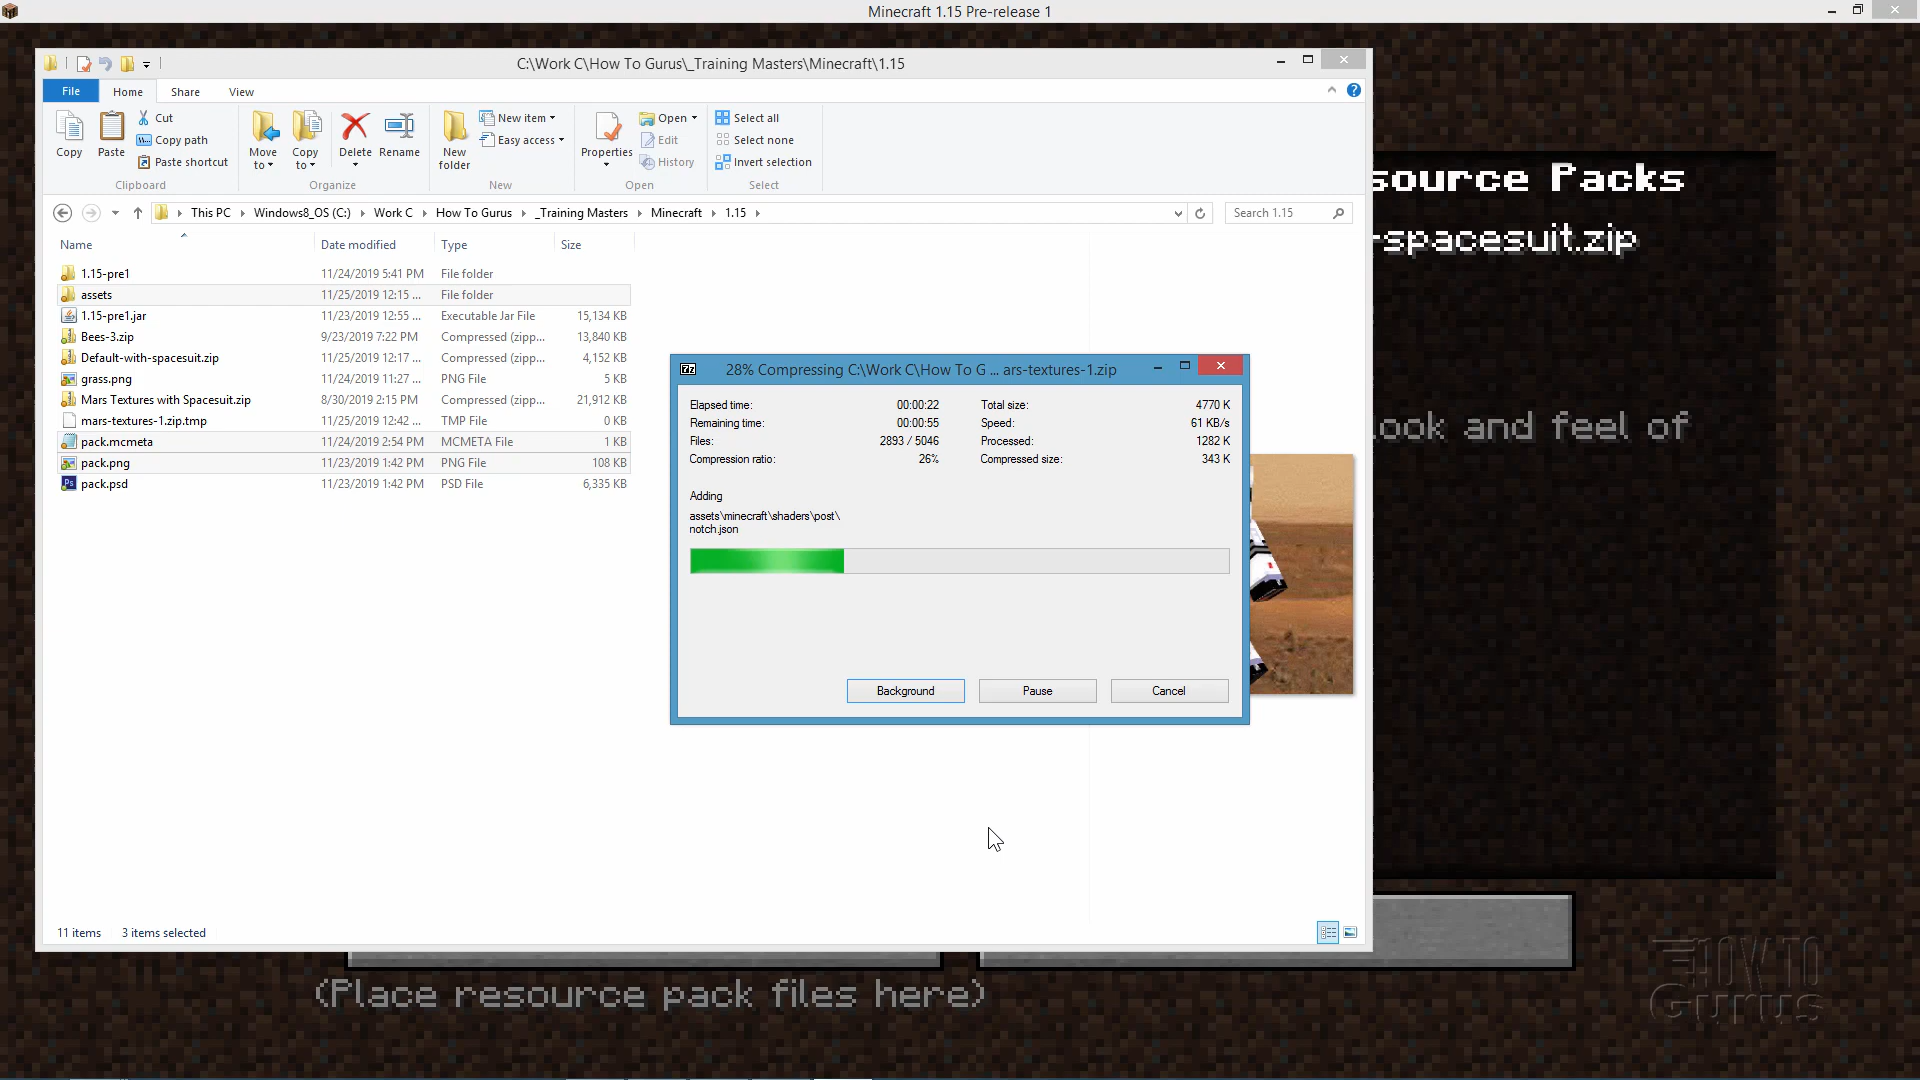 Minecraft 1.15 Pre-release 1
C:\Work C\How To Gurus\_Training Masters\Minecraft\1.15
File Home Share View
Copy
Paste
Cut
Copy path
Paste shortcut
Clipboard
Move to
Copy to
Delete
Rename
Organize
New folder
New item
Easy access
New
Properties
Open
Edit
History
Open
Select all
Select none
Invert selection
Select
This PC Windows8_OS (C:) Work C How To Gurus _Training Masters Minecraft 1.15
Search 1.15
Name Date modified Type Size
1.15-pre1 11/24/2019 5:41 PM File folder
assets 11/25/2019 12:15 ... File folder
1.15-pre1.jar 11/23/2019 12:55 ... Executable Jar File 15,134 KB
Bees-3.zip 9/23/2019 7:22 PM Compressed (zipp... 13,840 KB
Default-with-spacesuit.zip 11/25/2019 12:17 ... Compressed (zipp... 4,152 KB
grass.png 11/24/2019 11:27 ... PNG File 5 KB
Mars Textures with Spacesuit.zip 8/30/2019 2:15 PM Compressed (zipp... 21,912 KB
mars-textures-1.zip.tmp 11/25/2019 12:42 ... TMP File 0 KB
pack.mcmeta 11/24/2019 2:54 PM MCMETA File 1 KB
pack.png 11/23/2019 1:42 PM PNG File 108 KB
pack.psd 11/23/2019 1:42 PM PSD File 6,335 KB
11 items 3 items selected
7z
28% Compressing C:\Work C\How To G ... ars-textures-1.zip
Elapsed time: 00:00:22 Total size: 4770 K
Remaining time: 00:00:55 Speed: 61 KB/s
Files: 2893 / 5046 Processed: 1282 K
Compression ratio: 26% Compressed size: 343 K
Adding
assets\minecraft\shaders\post\
notch.json
Background Pause Cancel
source Packs
-spacesuit.zip
look and feel of
(Place resource pack files here)
HOW TO
GURUS